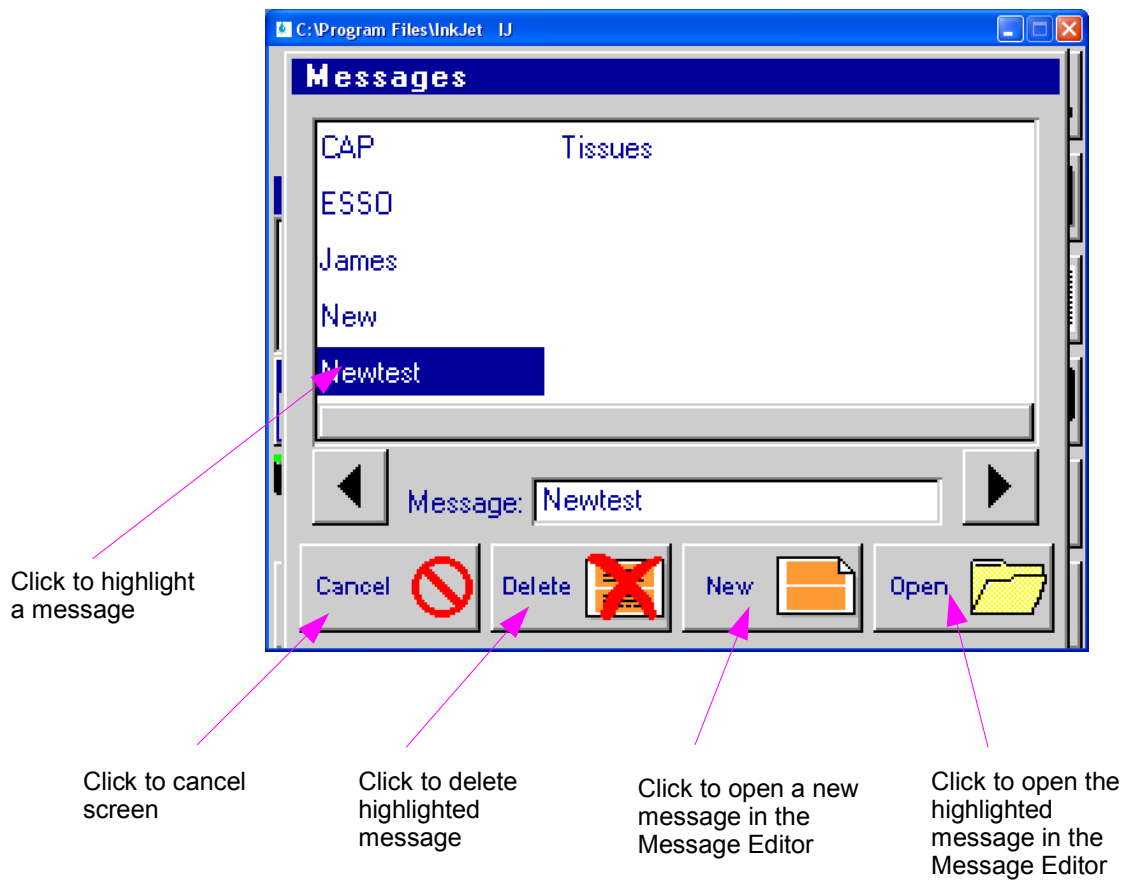 C:\Program Files\InkJet IJ
Messages
CAP Tissues
ESSO
James
New
Newtest
Message: Newtest
Cancel Delete New Open
Click to highlight
a message
Click to cancel
screen
Click to delete
highlighted
message
Click to open a new
message in the
Message Editor
Click to open the
highlighted
message in the
Message Editor